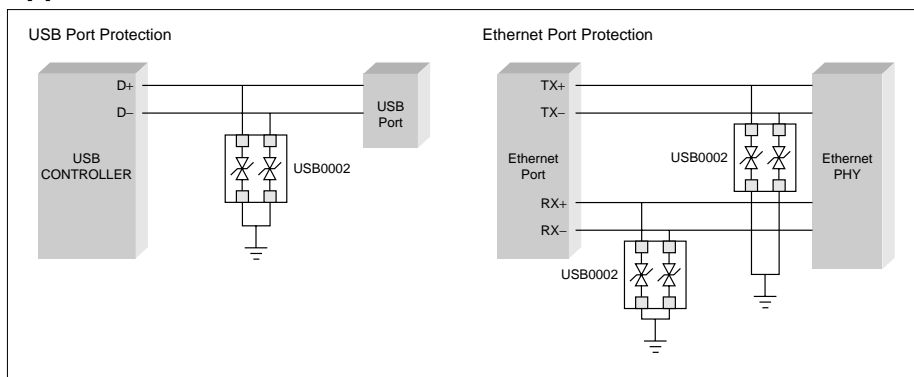 USB Port Protection
D+
D–
USB
CONTROLLER
USB
Port
USB0002
Ethernet Port Protection
TX+
TX–
Ethernet
Port
RX+
RX–
USB0002
USB0002
Ethernet
PHY